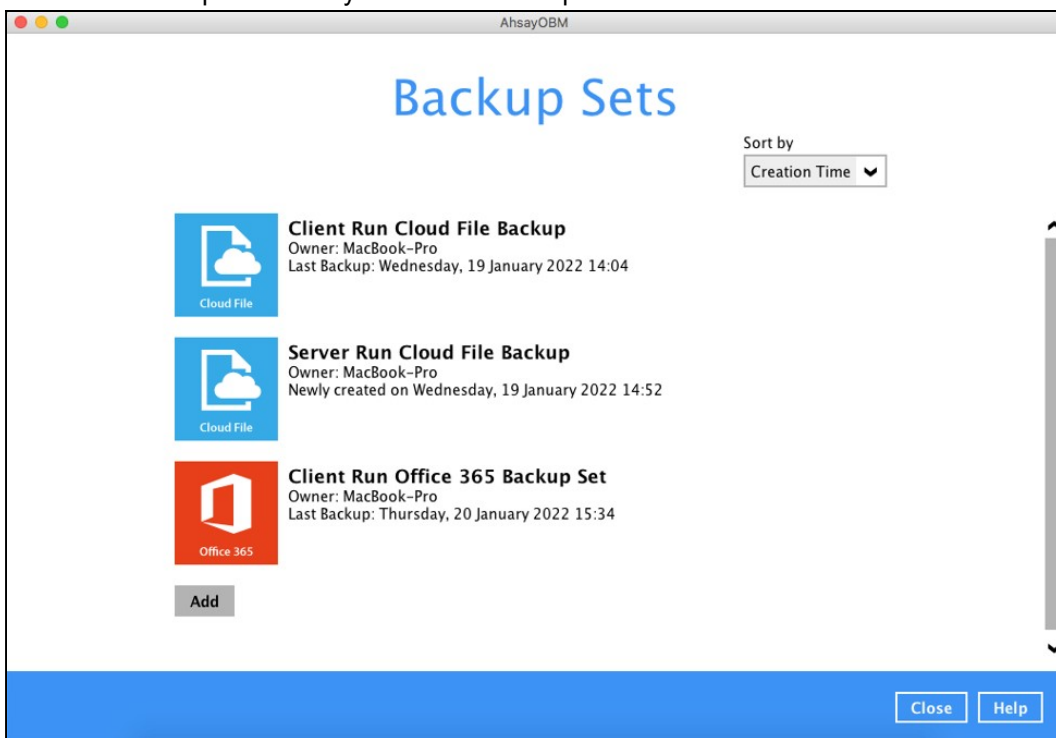 AhsayOBM
Backup Sets
Sort by
Creation Time
Client Run Cloud File Backup
Owner: MacBook-Pro
Last Backup: Wednesday, 19 January 2022 14:04
Cloud File
Server Run Cloud File Backup
Owner: MacBook-Pro
Newly created on Wednesday, 19 January 2022 14:52
Cloud File
Client Run Office 365 Backup Set
Owner: MacBook-Pro
Last Backup: Thursday, 20 January 2022 15:34
Office 365
Add
Close Help